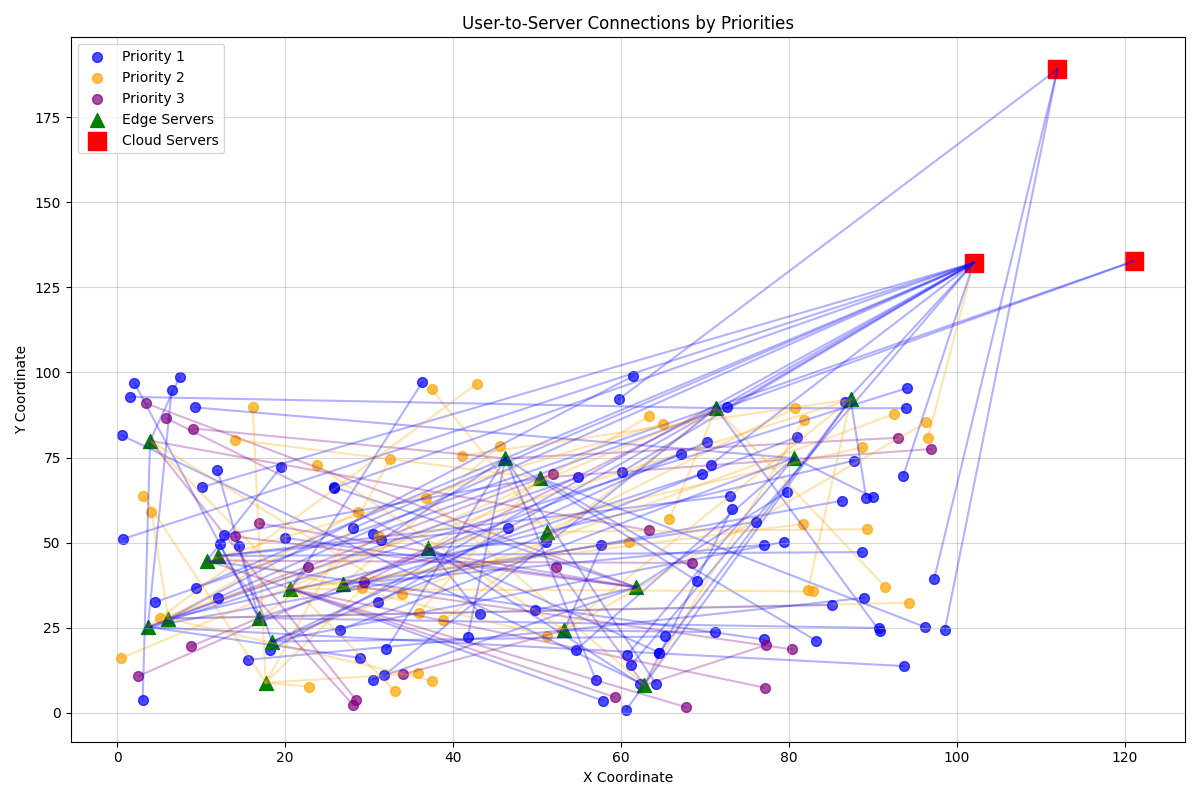 User-to-Server Connections by Priorities
Priority 1
Priority 2
Priority 3
Edge Servers
Cloud Servers
Y Coordinate
175
150
125
100
75
50
25
0
0 20 40 60 80 100 120
X Coordinate